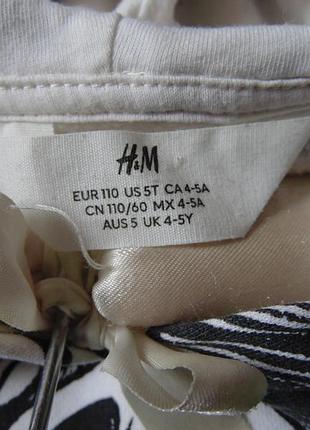 H&M
EUR 110 US 5T CA 4-5A
CN 110/60 MX 4-5A
AUS 5 UK 4-5Y